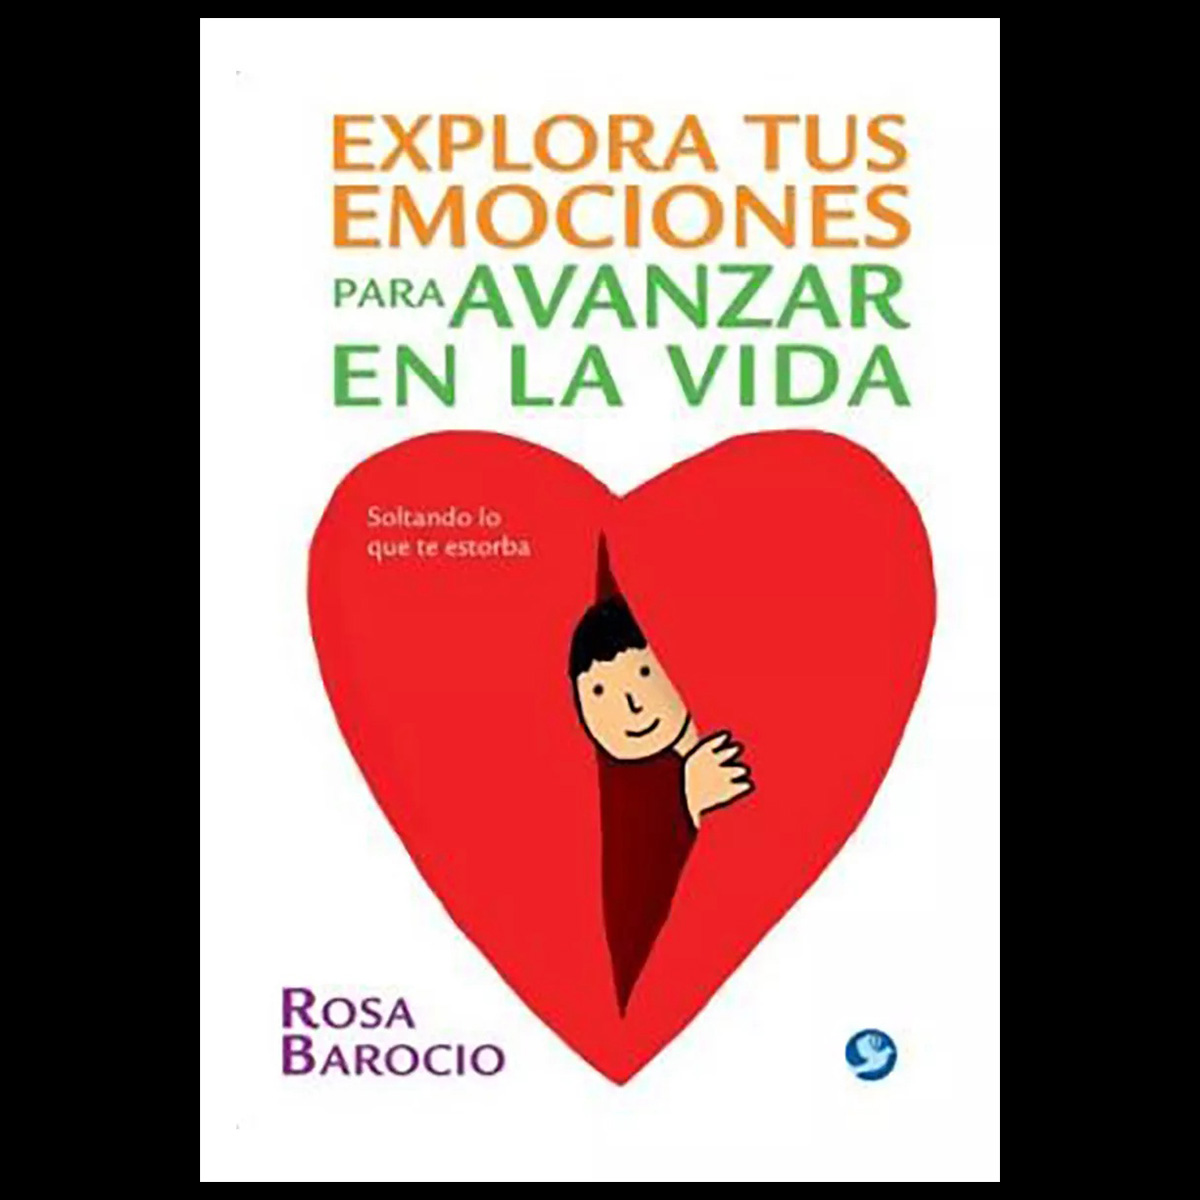 EXPLORA TUS
EMOCIONES
PARA AVANZAR
EN LA VIDA
Soltando lo
que te estorba
ROSA
BAROCIO